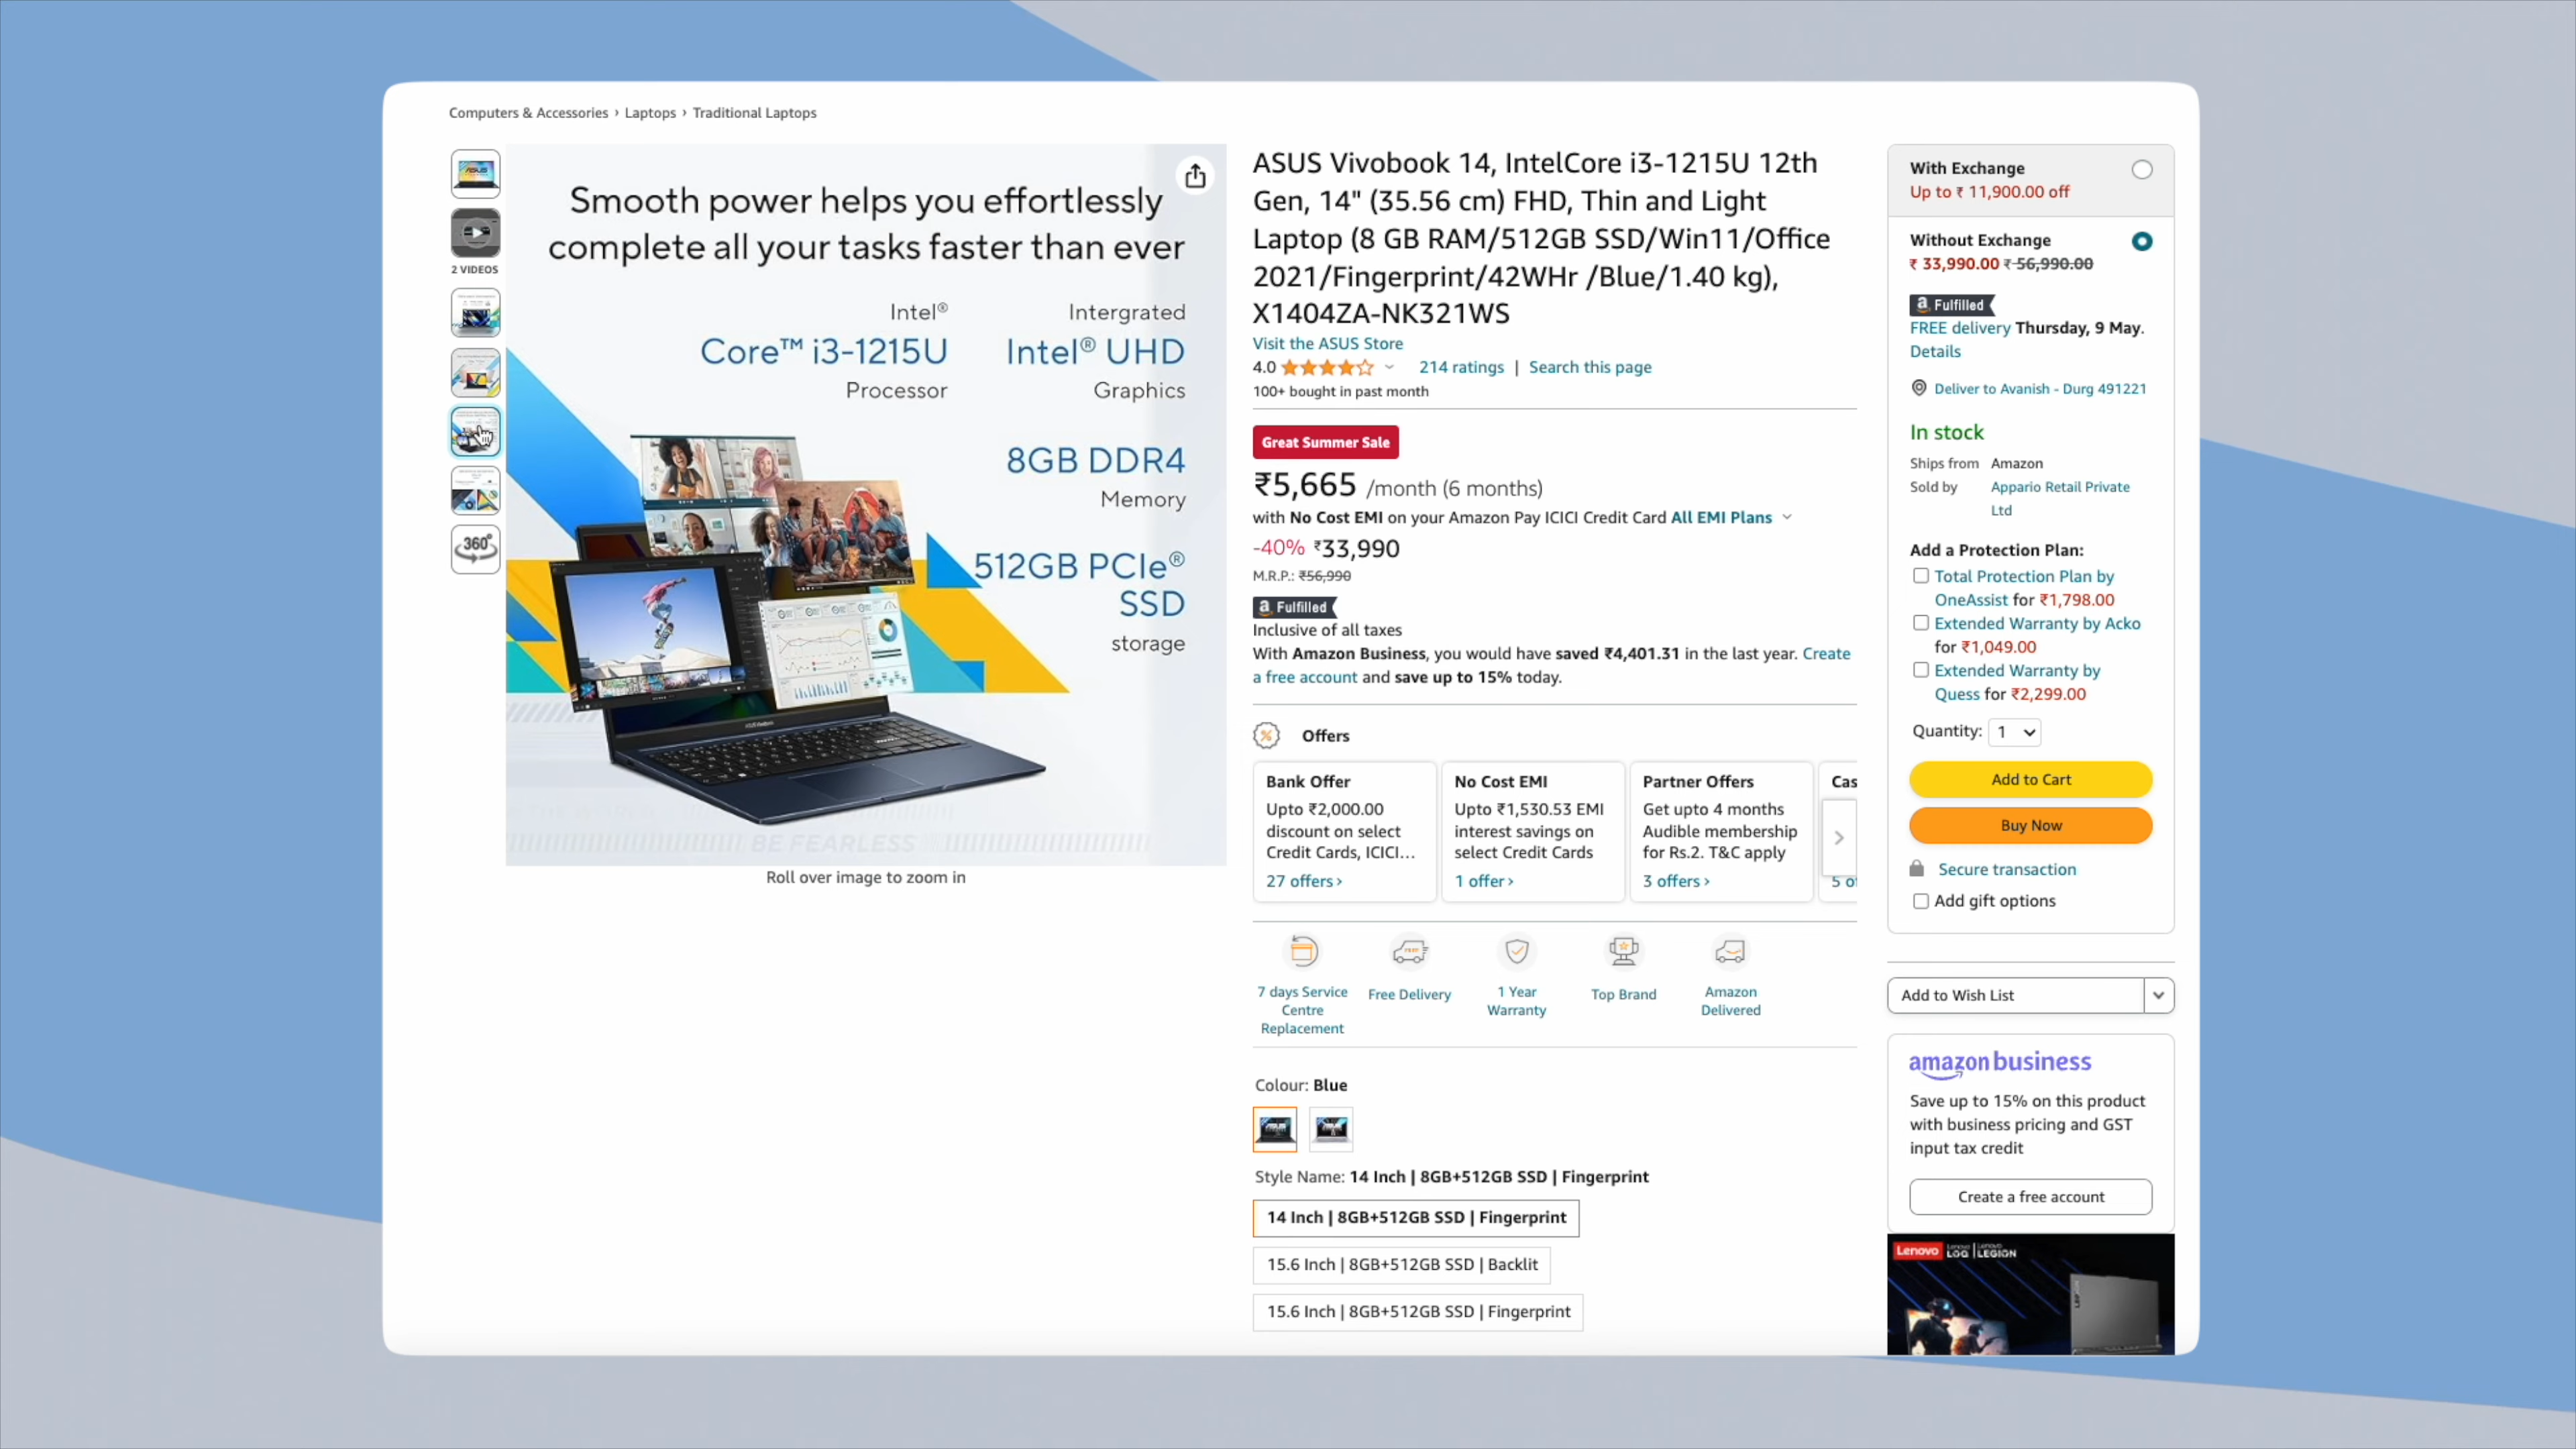 Computers & Accessories › Laptops › Traditional Laptops
2 VIDEOS
360°
Smooth power helps you effortlessly
complete all your tasks faster than ever
Intel®
Core™ i3-1215U
Processor
Intergrated
Intel® UHD
Graphics
8GB DDR4
Memory
512GB PCIe®
SSD
storage
BE FEARLESS
Roll over image to zoom in
ASUS Vivobook 14, IntelCore i3-1215U 12th
Gen, 14" (35.56 cm) FHD, Thin and Light
Laptop (8 GB RAM/512GB SSD/Win11/Office
2021/Fingerprint/42WHr /Blue/1.40 kg),
X1404ZA-NK321WS
Visit the ASUS Store
4.0 214 ratings | Search this page
100+ bought in past month
Great Summer Sale
₹5,665 /month (6 months)
with No Cost EMI on your Amazon Pay ICICI Credit Card All EMI Plans
-40% ₹33,990
M.R.P.: ₹56,990
a Fulfilled
Inclusive of all taxes
With Amazon Business, you would have saved ₹4,401.31 in the last year. Create
a free account and save up to 15% today.
% Offers
Bank Offer
Upto ₹2,000.00
discount on select
Credit Cards, ICICI...
27 offers ›
No Cost EMI
Upto ₹1,530.53 EMI
interest savings on
select Credit Cards
1 offer ›
Partner Offers
Get upto 4 months
Audible membership
for Rs.2. T&C apply
3 offers ›
Cas
5 of
7 days Service
Centre
Replacement
Free Delivery
1 Year
Warranty
Top Brand
Amazon
Delivered
Colour: Blue
Style Name: 14 Inch | 8GB+512GB SSD | Fingerprint
14 Inch | 8GB+512GB SSD | Fingerprint
15.6 Inch | 8GB+512GB SSD | Backlit
15.6 Inch | 8GB+512GB SSD | Fingerprint
With Exchange
Up to ₹ 11,900.00 off
Without Exchange
₹ 33,990.00 ₹ 56,990.00
a Fulfilled
FREE delivery Thursday, 9 May.
Details
Deliver to Avanish - Durg 491221
In stock
Ships from Amazon
Sold by Appario Retail Private
Ltd
Add a Protection Plan:
Total Protection Plan by
OneAssist for ₹1,798.00
Extended Warranty by Acko
for ₹1,049.00
Extended Warranty by
Quess for ₹2,299.00
Quantity: 1
Add to Cart
Buy Now
Secure transaction
Add gift options
Add to Wish List
amazon business
Save up to 15% on this product
with business pricing and GST
input tax credit
Create a free account
Lenovo Lenovo LOQ | Lenovo LEGION